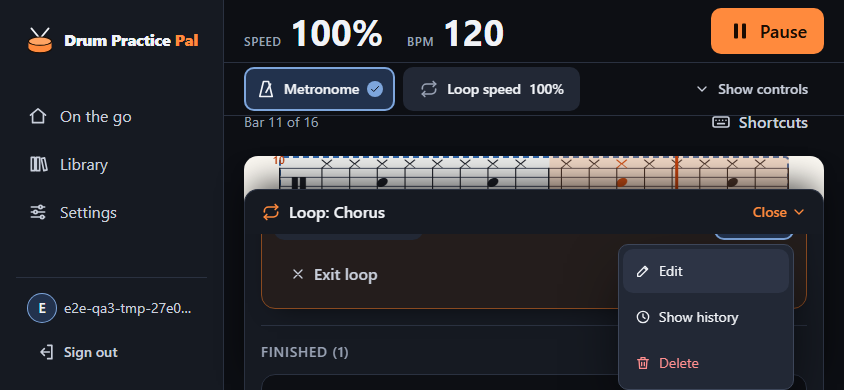 Drum Practice Pal
SPEED 100% BPM 120
Pause
Metronome
Loop speed 100%
Show controls
Bar 11 of 16
Shortcuts
On the go
Library
Settings
10
Loop: Chorus
Close
Exit loop
Edit
Show history
Delete
FINISHED (1)
E
e2e-qa3-tmp-27e0...
Sign out